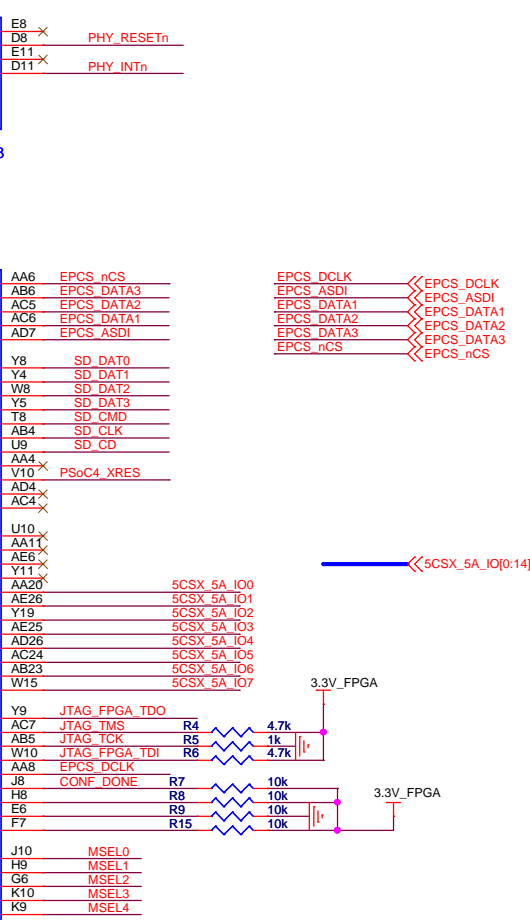 E8
D8 PHY_RESETn
E11
D11 PHY_INTn
AA6 EPCS_nCS EPCS_DCLK EPCS_DCLK
AB6 EPCS_DATA3 EPCS_ASDI EPCS_ASDI
AC5 EPCS_DATA2 EPCS_DATA1 EPCS_DATA1
AC6 EPCS_DATA1 EPCS_DATA2 EPCS_DATA2
AD7 EPCS_ASDI EPCS_DATA3 EPCS_DATA3
EPCS_nCS EPCS_nCS
Y8 SD_DAT0
Y4 SD_DAT1
W8 SD_DAT2
Y5 SD_DAT3
T8 SD_CMD
AB4 SD_CLK
U9 SD_CD
AA4
V10 PSoC4_XRES
AD4
AC4
U10
AA11
AE6
Y11 5CSX_5A_IO[0:14]
AA20 5CSX_5A_IO0
AE26 5CSX_5A_IO1
Y19 5CSX_5A_IO2
AE25 5CSX_5A_IO3
AD26 5CSX_5A_IO4
AC24 5CSX_5A_IO5
AB23 5CSX_5A_IO6
W15 5CSX_5A_IO7
3.3V_FPGA
Y9 JTAG_FPGA_TDO
AC7 JTAG_TMS R4 4.7k
AB5 JTAG_TCK R5 1k
W10 JTAG_FPGA_TDI R6 4.7k
AA8 EPCS_DCLK
J8 CONF_DONE R7 10k
H8 R8 10k 3.3V_FPGA
E6 R9 10k
F7 R15 10k
J10 MSEL0
H9 MSEL1
G6 MSEL2
K10 MSEL3
K9 MSEL4